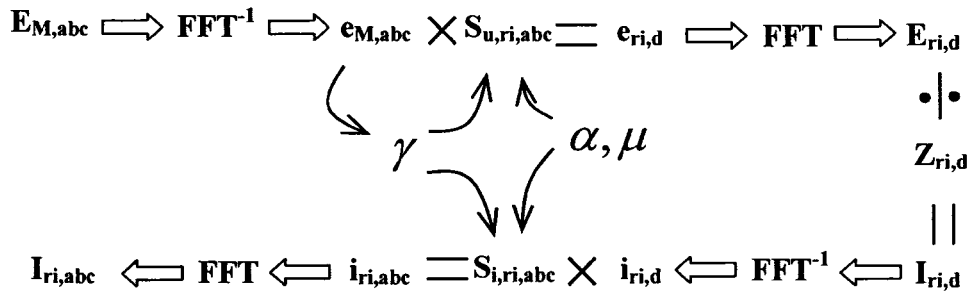 E_M,abc ⇨ FFT^-1 ⇨ e_M,abc × S_u,ri,abc = e_ri,d ⇨ FFT ⇨ E_ri,d
•|•
γ α, μ Z_ri,d
||
I_ri,abc ⇦ FFT ⇦ i_ri,abc = S_i,ri,abc × i_ri,d ⇦ FFT^-1 ⇦ I_ri,d